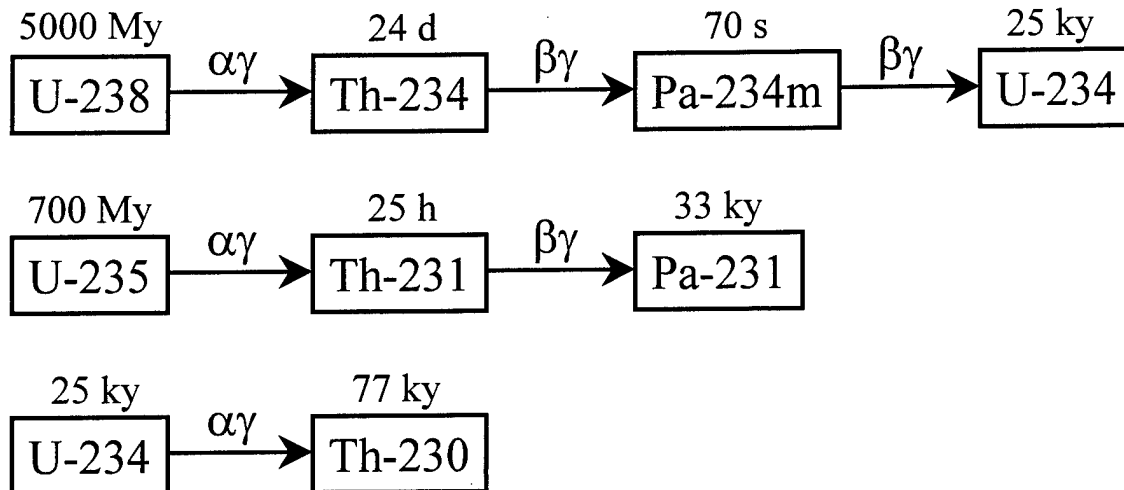 5000 My 24 d 70 s 25 ky
αγ βγ βγ
U-238 Th-234 Pa-234m U-234
700 My 25 h 33 ky
αγ βγ
U-235 Th-231 Pa-231
25 ky 77 ky
αγ
U-234 Th-230